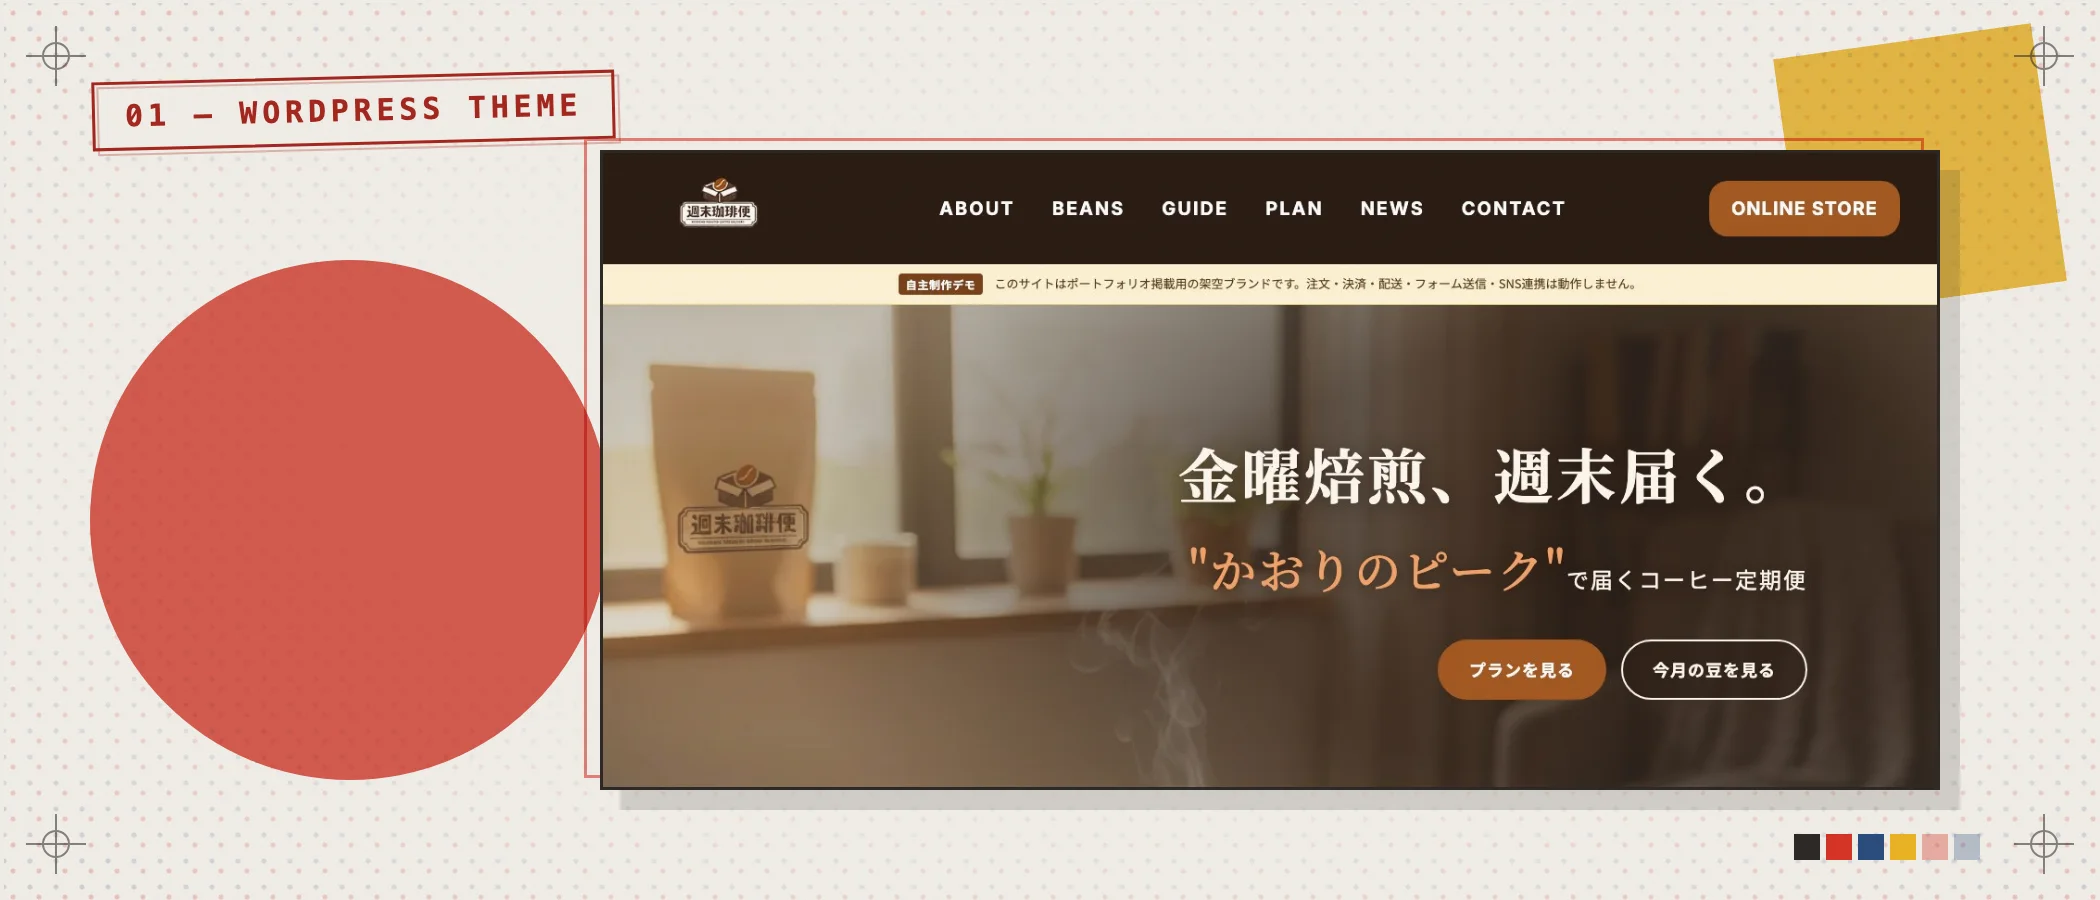 01 — WORDPRESS THEME
週末珈琲便
ABOUT BEANS GUIDE PLAN NEWS CONTACT
ONLINE STORE
自主制作デモ このサイトはポートフォリオ掲載用の架空ブランドです。注文・決済・配送・フォーム送信・SNS連携は動作しません。
週末珈琲便
金曜焙煎、週末届く。
"かおりのピーク"で届くコーヒー定期便
プランを見る 今月の豆を見る